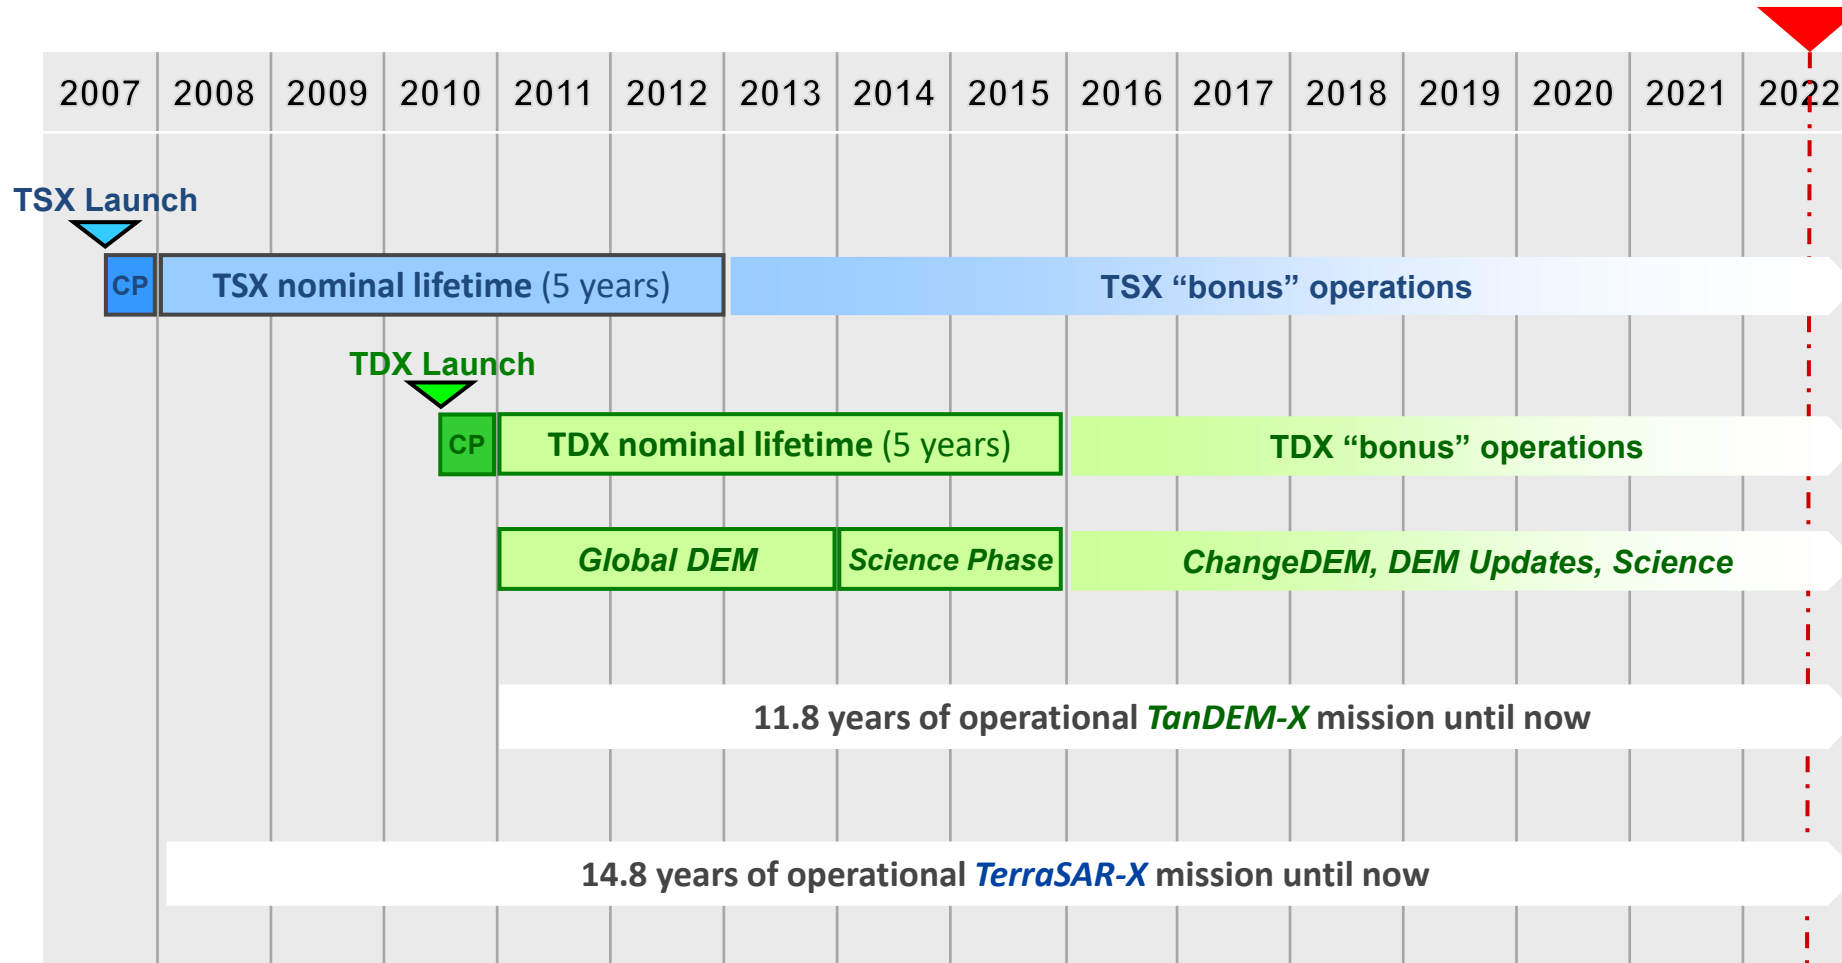 2007 2008 2009 2010 2011 2012 2013 2014 2015 2016 2017 2018 2019 2020 2021 2022
TSX Launch
CP TSX nominal lifetime (5 years) TSX “bonus” operations
TDX Launch
CP TDX nominal lifetime (5 years) TDX “bonus” operations
Global DEM Science Phase ChangeDEM, DEM Updates, Science
11.8 years of operational TanDEM-X mission until now
14.8 years of operational TerraSAR-X mission until now